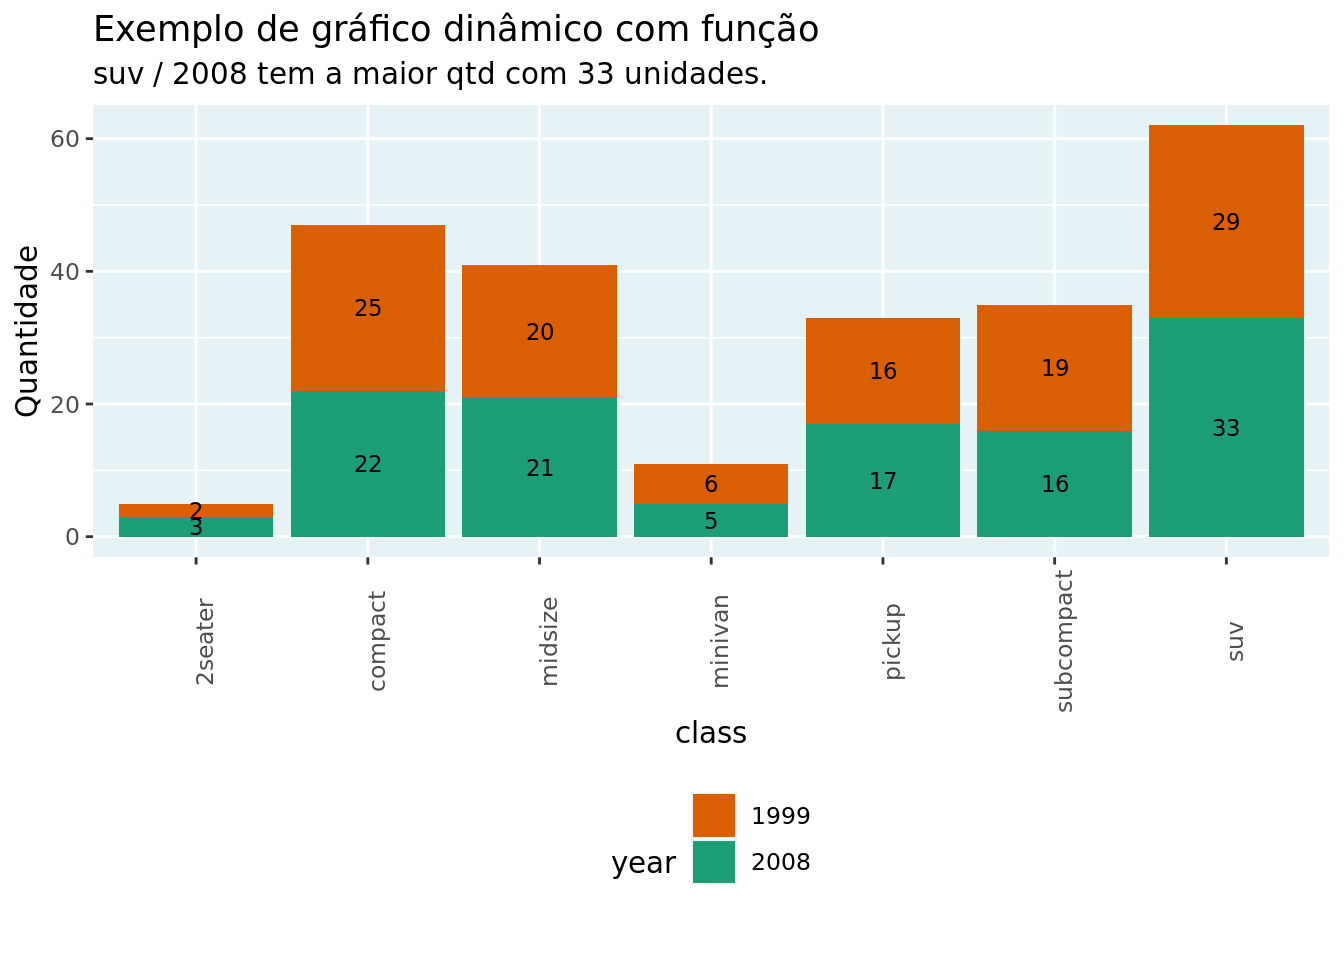 Exemplo de gráfico dinâmico com função
suv / 2008 tem a maior qtd com 33 unidades.
Quantidade
60
40
20
0
2
3
25
22
20
21
6
5
16
17
19
16
29
33
2seater
compact
midsize
minivan
pickup
subcompact
suv
class
year
1999
2008